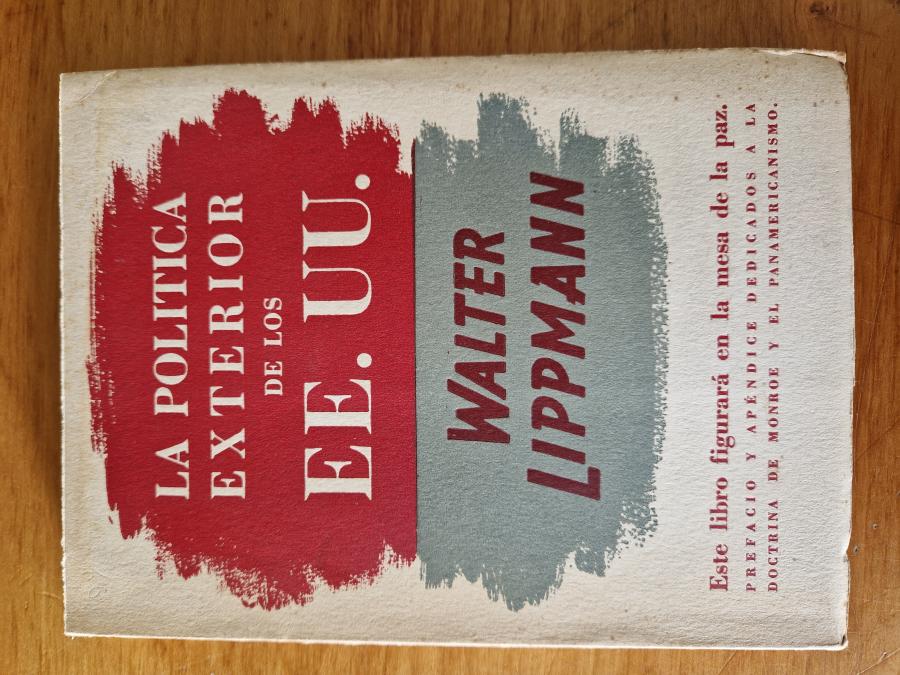 LA POLITICA
EXTERIOR
DE LOS
EE. UU.
WALTER
LIPPMANN
Este libro figurará en la mesa de la paz.
PREFACIO Y APÉNDICE DEDICADOS A LA
DOCTRINA DE MONROE Y EL PANAMERICANISMO.